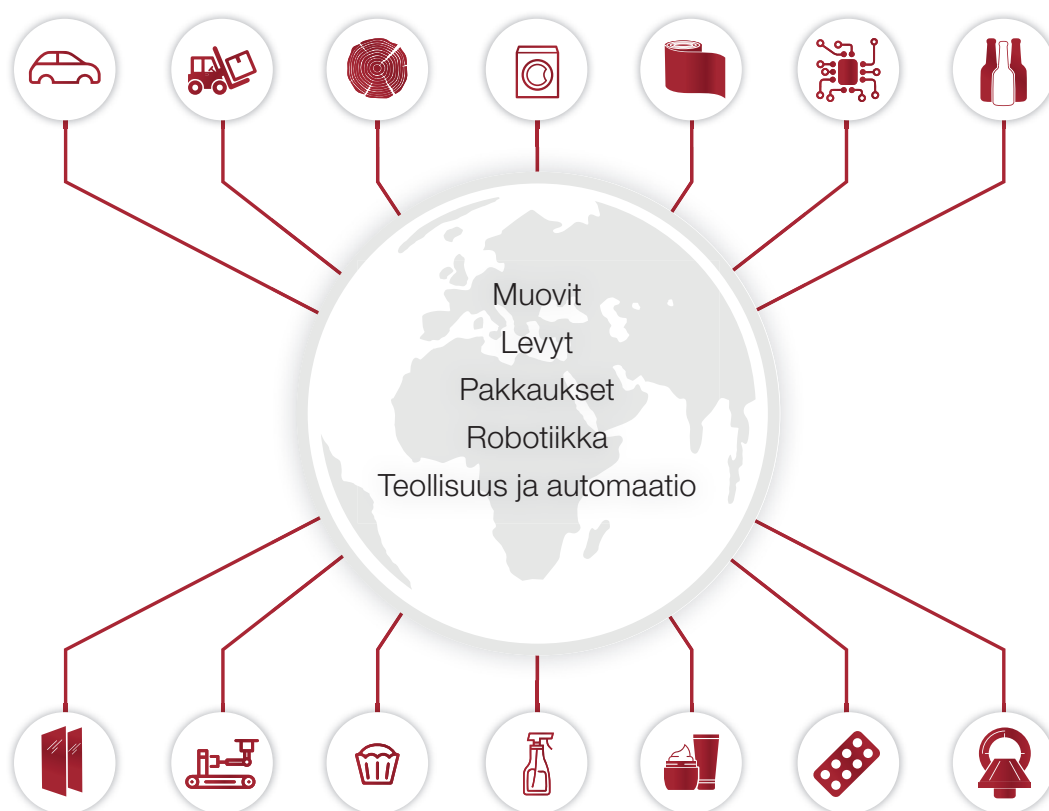 Muovit
Levyt
Pakkaukset
Robotiikka
Teollisuus ja automaatio